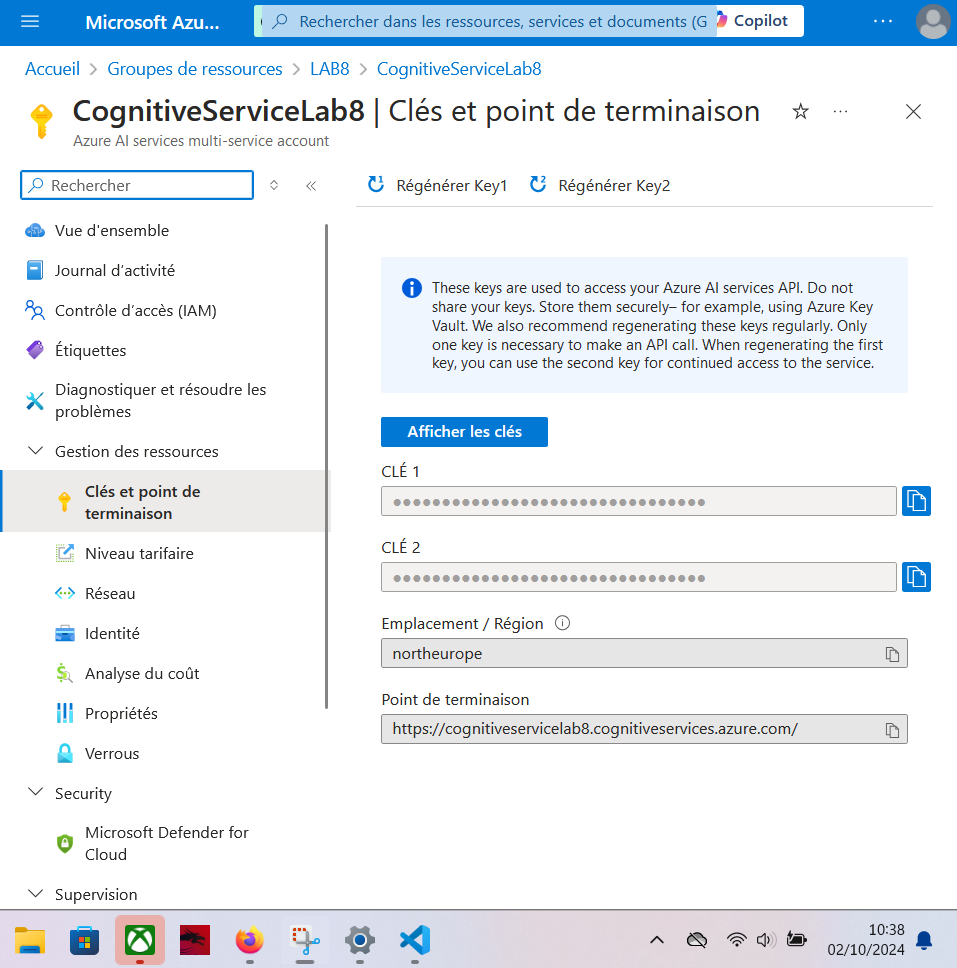 Microsoft Azu...
Rechercher dans les ressources, services et documents (G
Copilot
Accueil > Groupes de ressources > LAB8 > CognitiveServiceLab8
CognitiveServiceLab8 | Clés et point de terminaison
Azure AI services multi-service account
Rechercher
Régénérer Key1
Régénérer Key2
Vue d'ensemble
Journal d’activité
Contrôle d’accès (IAM)
Étiquettes
Diagnostiquer et résoudre les
problèmes
Gestion des ressources
Clés et point de
terminaison
Niveau tarifaire
Réseau
Identité
Analyse du coût
Propriétés
Verrous
Security
Microsoft Defender for
Cloud
Supervision
These keys are used to access your Azure AI services API. Do not
share your keys. Store them securely– for example, using Azure Key
Vault. We also recommend regenerating these keys regularly. Only
one key is necessary to make an API call. When regenerating the first
key, you can use the second key for continued access to the service.
Afficher les clés
CLÉ 1
CLÉ 2
Emplacement / Région
northeurope
Point de terminaison
https://cognitiveservicelab8.cognitiveservices.azure.com/
10:38
02/10/2024